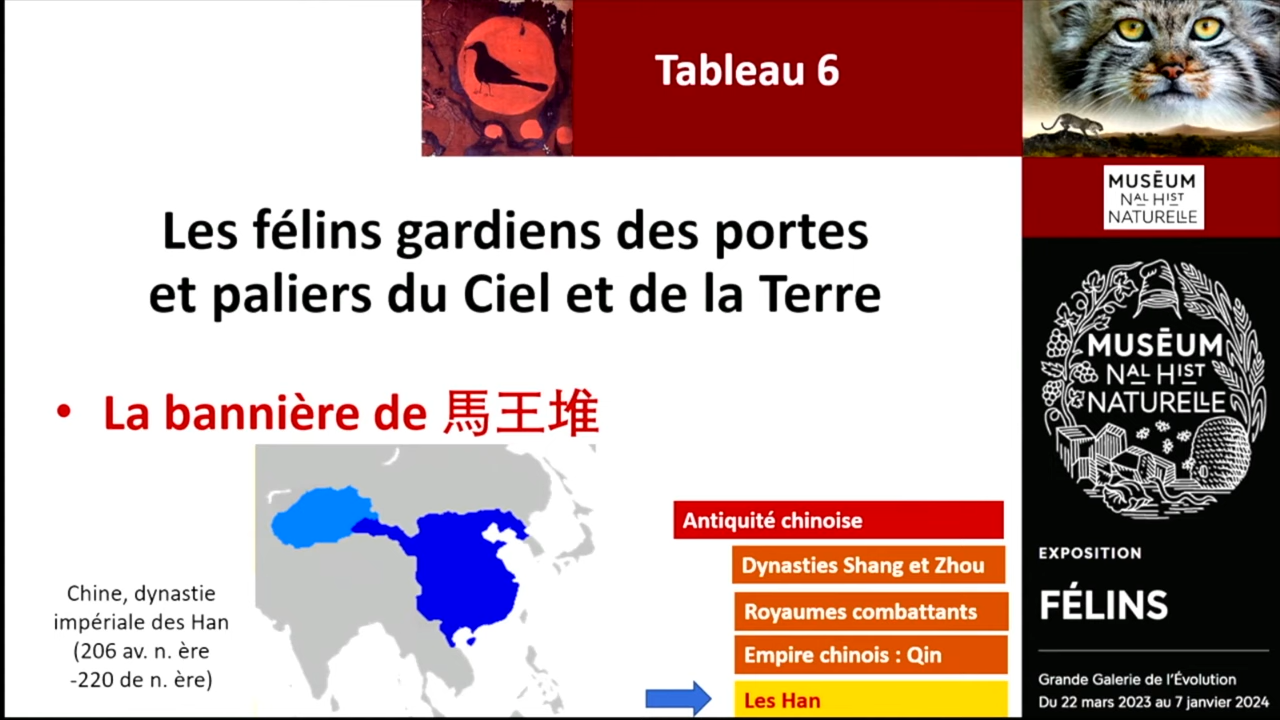 Tableau 6
MUSĒUM
NAL HIST
NATURELLE
Les félins gardiens des portes
et paliers du Ciel et de la Terre
• La bannière de 馬王堆
Chine, dynastie
impériale des Han
(206 av. n. ère
-220 de n. ère)
Antiquité chinoise
Dynasties Shang et Zhou
Royaumes combattants
Empire chinois : Qin
Les Han
MUSĒUM
NAL HIST
NATURELLE
EXPOSITION
FÉLINS
Grande Galerie de l'Évolution
Du 22 mars 2023 au 7 janvier 2024